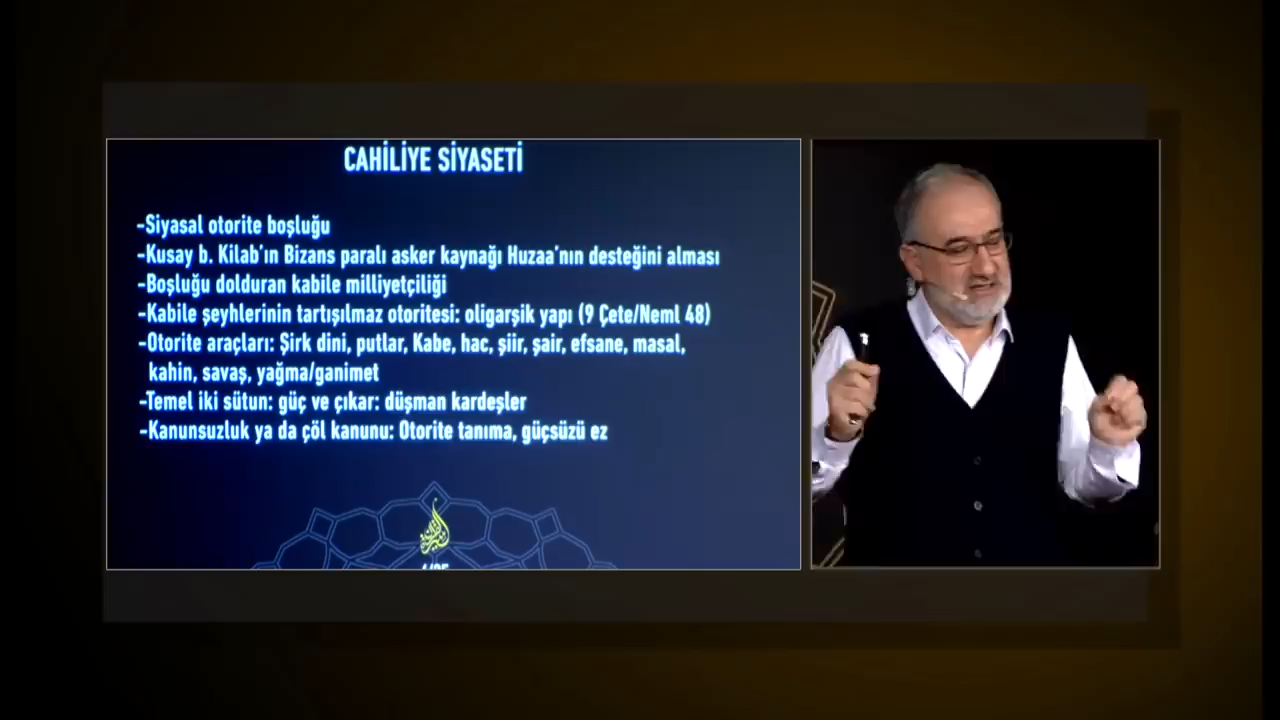 CAHİLİYE SİYASETİ
-Siyasal otorite boşluğu
-Kusay b. Kilab'ın Bizans paralı asker kaynağı Huzaa'nın desteğini alması
-Boşluğu dolduran kabile milliyetçiliği
-Kabile şeyhlerinin tartışılmaz otoritesi: oligarşik yapı (9 Çete/Neml 48)
-Otorite araçları: Şirk dini, putlar, Kabe, hac, şiir, şair, efsane, masal,
kahin, savaş, yağma/ganimet
-Temel iki sütun: güç ve çıkar: düşman kardeşler
-Kanunsuzluk ya da çöl kanunu: Otorite tanıma, güçsüzü ez